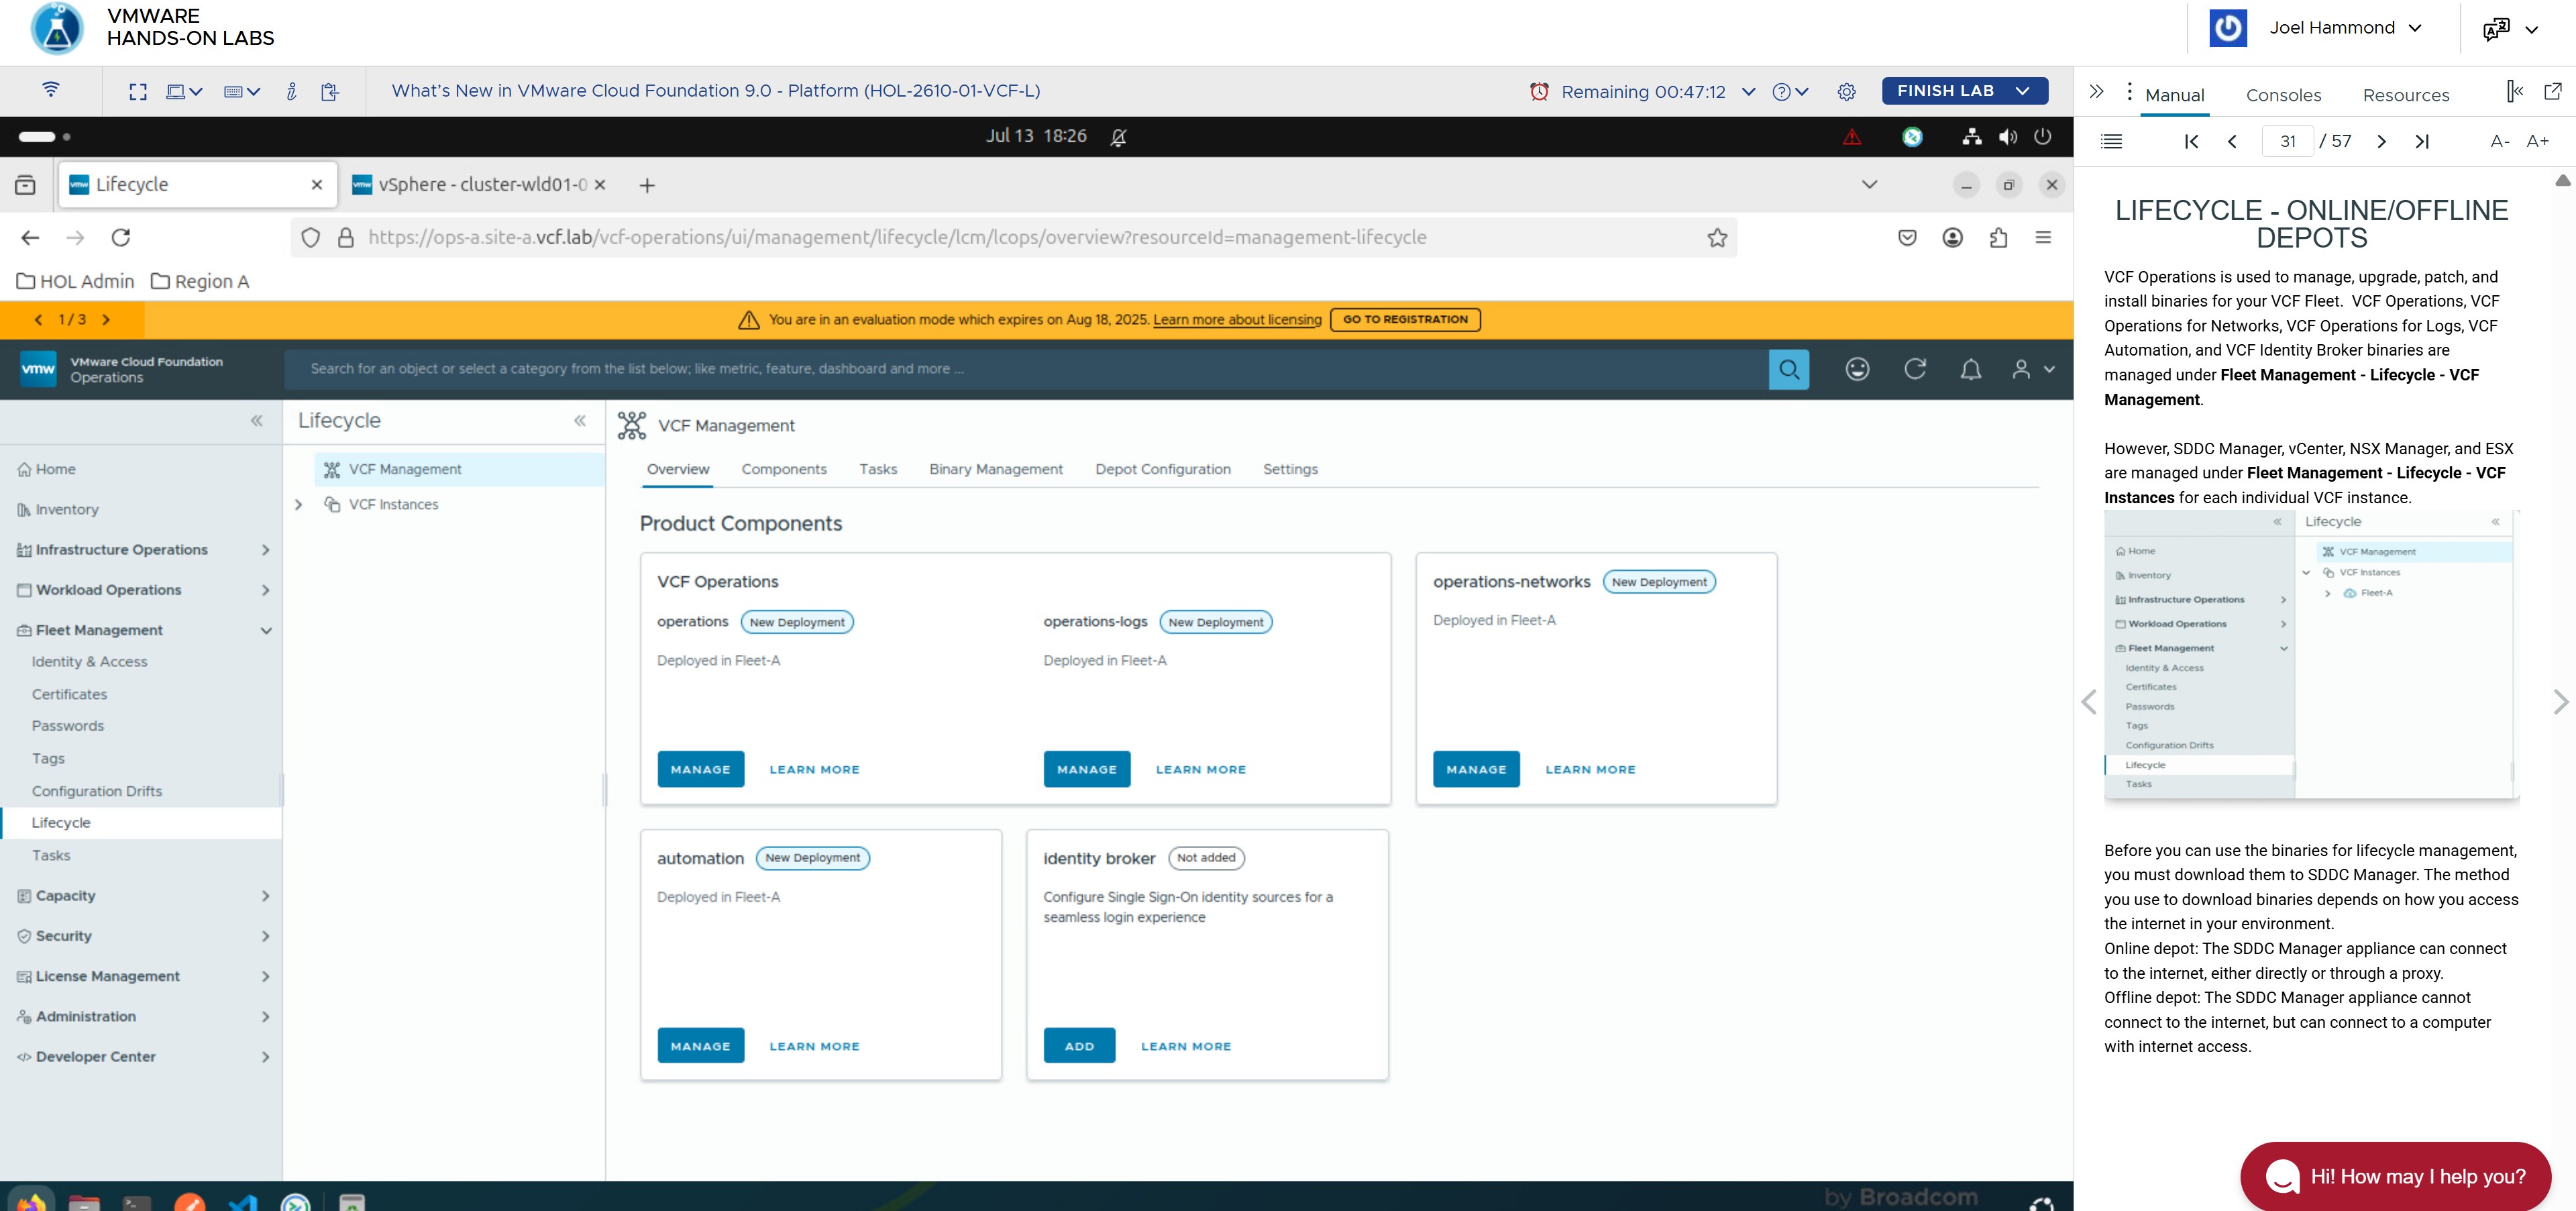 VMWARE
HANDS-ON LABS
Joel Hammond
What's New in VMware Cloud Foundation 9.0 - Platform (HOL-2610-01-VCF-L)
Remaining 00:47:12
FINISH LAB
Manual
Consoles
Resources
Jul 13 18:26
31 / 57
A-
A+
Lifecycle
vSphere - cluster-wld01-0
https://ops-a.site-a.vcf.lab/vcf-operations/ui/management/lifecycle/lcm/lcops/overview?resourceId=management-lifecycle
HOL Admin
Region A
1 / 3
You are in an evaluation mode which expires on Aug 18, 2025. Learn more about licensing
GO TO REGISTRATION
vmw
VMware Cloud Foundation
Operations
Search for an object or select a category from the list below; like metric, feature, dashboard and more ...
Home
Inventory
Infrastructure Operations
Workload Operations
Fleet Management
Identity & Access
Certificates
Passwords
Tags
Configuration Drifts
Lifecycle
Tasks
Capacity
Security
License Management
Administration
Developer Center
Lifecycle
VCF Management
VCF Instances
VCF Management
Overview
Components
Tasks
Binary Management
Depot Configuration
Settings
Product Components
VCF Operations
operations New Deployment
Deployed in Fleet-A
MANAGE
LEARN MORE
operations-logs New Deployment
Deployed in Fleet-A
MANAGE
LEARN MORE
operations-networks New Deployment
Deployed in Fleet-A
MANAGE
LEARN MORE
automation New Deployment
Deployed in Fleet-A
MANAGE
LEARN MORE
identity broker Not added
Configure Single Sign-On identity sources for a
seamless login experience
ADD
LEARN MORE
by Broadcom
LIFECYCLE - ONLINE/OFFLINE
DEPOTS
VCF Operations is used to manage, upgrade, patch, and
install binaries for your VCF Fleet. VCF Operations, VCF
Operations for Networks, VCF Operations for Logs, VCF
Automation, and VCF Identity Broker binaries are
managed under Fleet Management - Lifecycle - VCF
Management.
However, SDDC Manager, vCenter, NSX Manager, and ESX
are managed under Fleet Management - Lifecycle - VCF
Instances for each individual VCF instance.
Home
Inventory
Infrastructure Operations
Workload Operations
Fleet Management
Identity & Access
Certificates
Passwords
Tags
Configuration Drifts
Lifecycle
Tasks
Lifecycle
VCF Management
VCF Instances
Fleet-A
Before you can use the binaries for lifecycle management,
you must download them to SDDC Manager. The method
you use to download binaries depends on how you access
the internet in your environment.
Online depot: The SDDC Manager appliance can connect
to the internet, either directly or through a proxy.
Offline depot: The SDDC Manager appliance cannot
connect to the internet, but can connect to a computer
with internet access.
Hi! How may I help you?